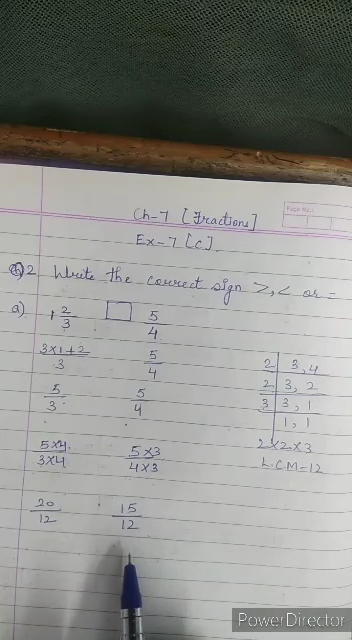 Page No.:
Ch-7 [Fractions]
Ex-7 [C]
Q2 Write the correct sign >, < or =
a) 1 2/3 □ 5/4
3×1+2/3 5/4
5/3 5/4
5×4/3×4 5×3/4×3
20/12 15/12
2 | 3, 4
2 | 3, 2
3 | 3, 1
1, 1
2×2×3
L.C.M=12
PowerDirector